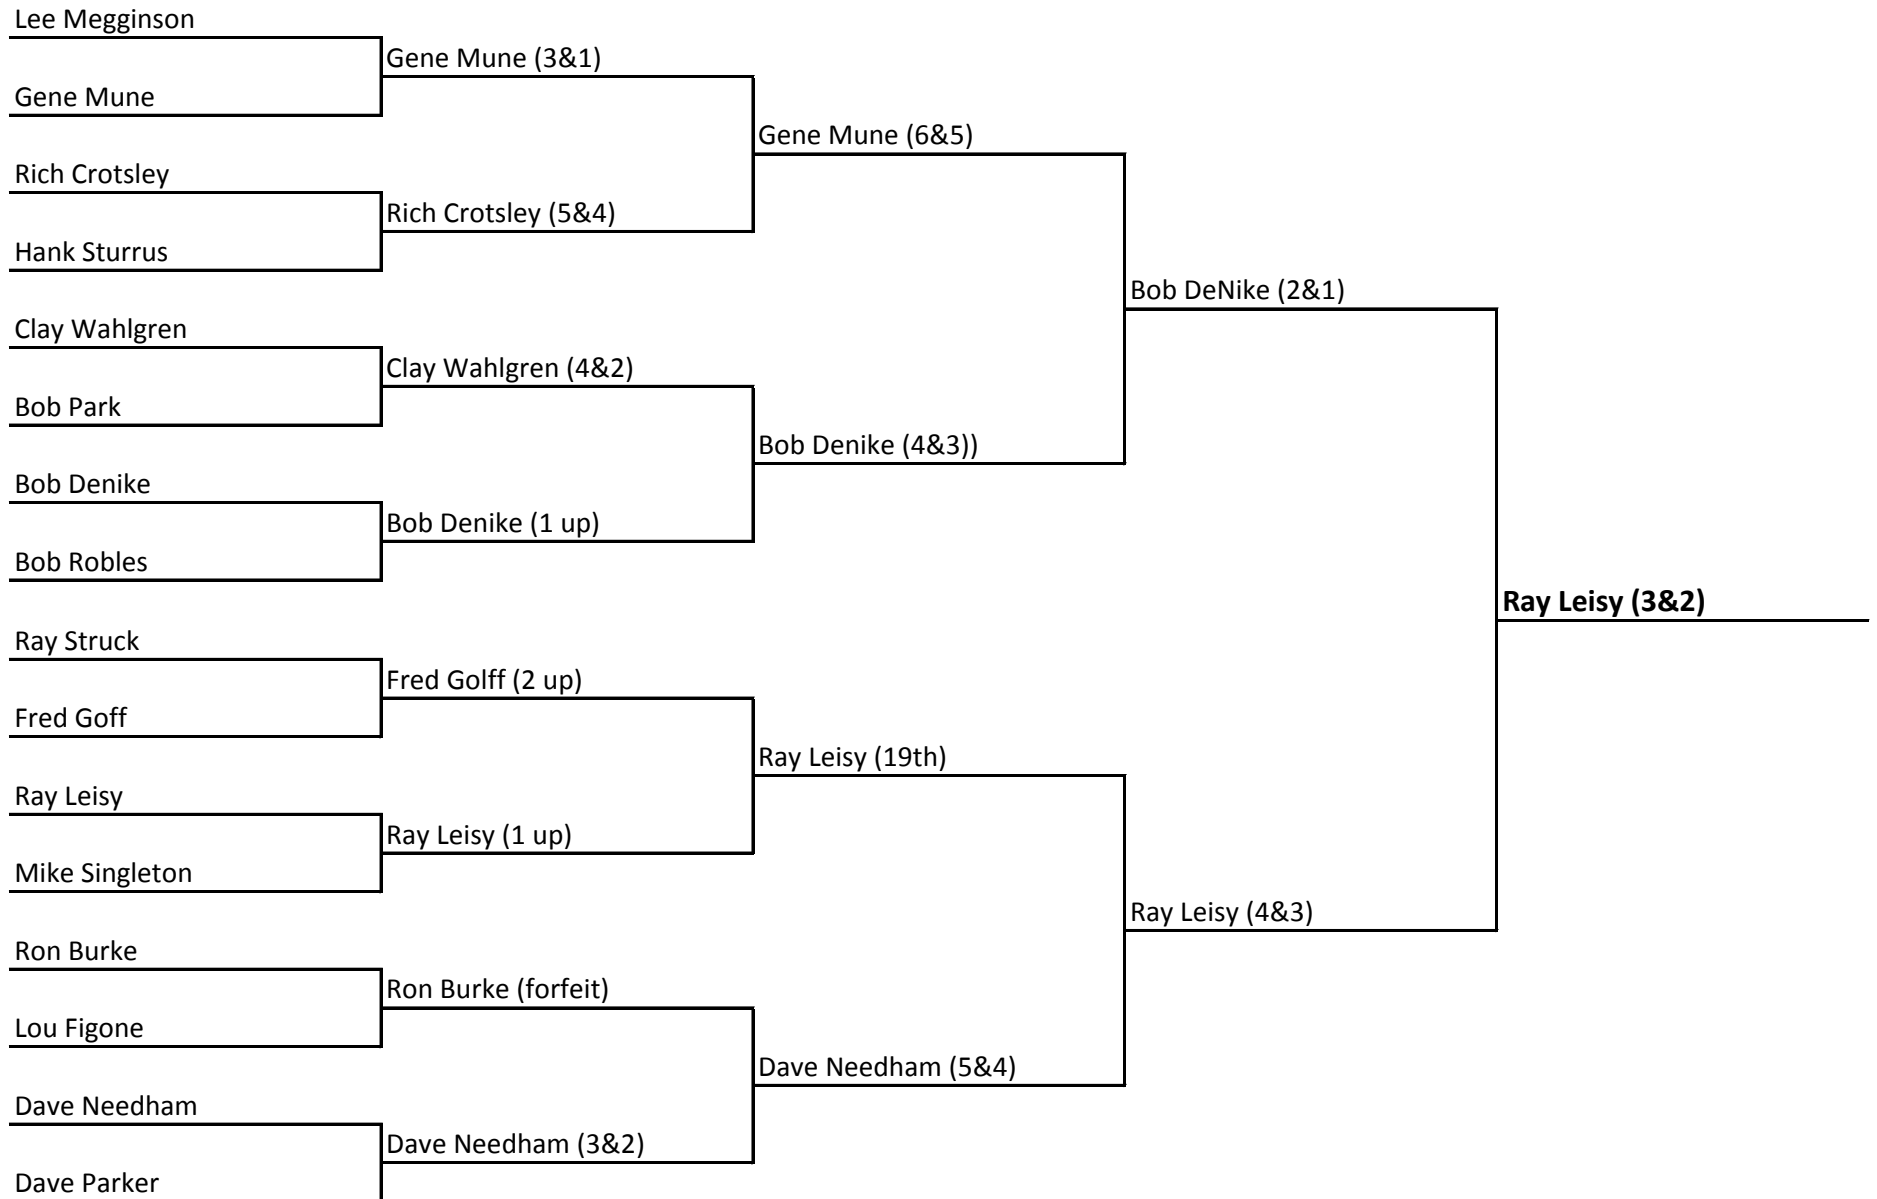 Lee Megginson
Gene Mune (3&1)
Gene Mune
Gene Mune (6&5)
Rich Crotsley
Rich Crotsley (5&4)
Hank Sturrus
Bob DeNike (2&1)
Clay Wahlgren
Clay Wahlgren (4&2)
Bob Park
Bob Denike (4&3))
Bob Denike
Bob Denike (1 up)
Bob Robles
Ray Leisy (3&2)
Ray Struck
Fred Golff (2 up)
Fred Goff
Ray Leisy (19th)
Ray Leisy
Ray Leisy (1 up)
Mike Singleton
Ray Leisy (4&3)
Ron Burke
Ron Burke (forfeit)
Lou Figone
Dave Needham (5&4)
Dave Needham
Dave Needham (3&2)
Dave Parker